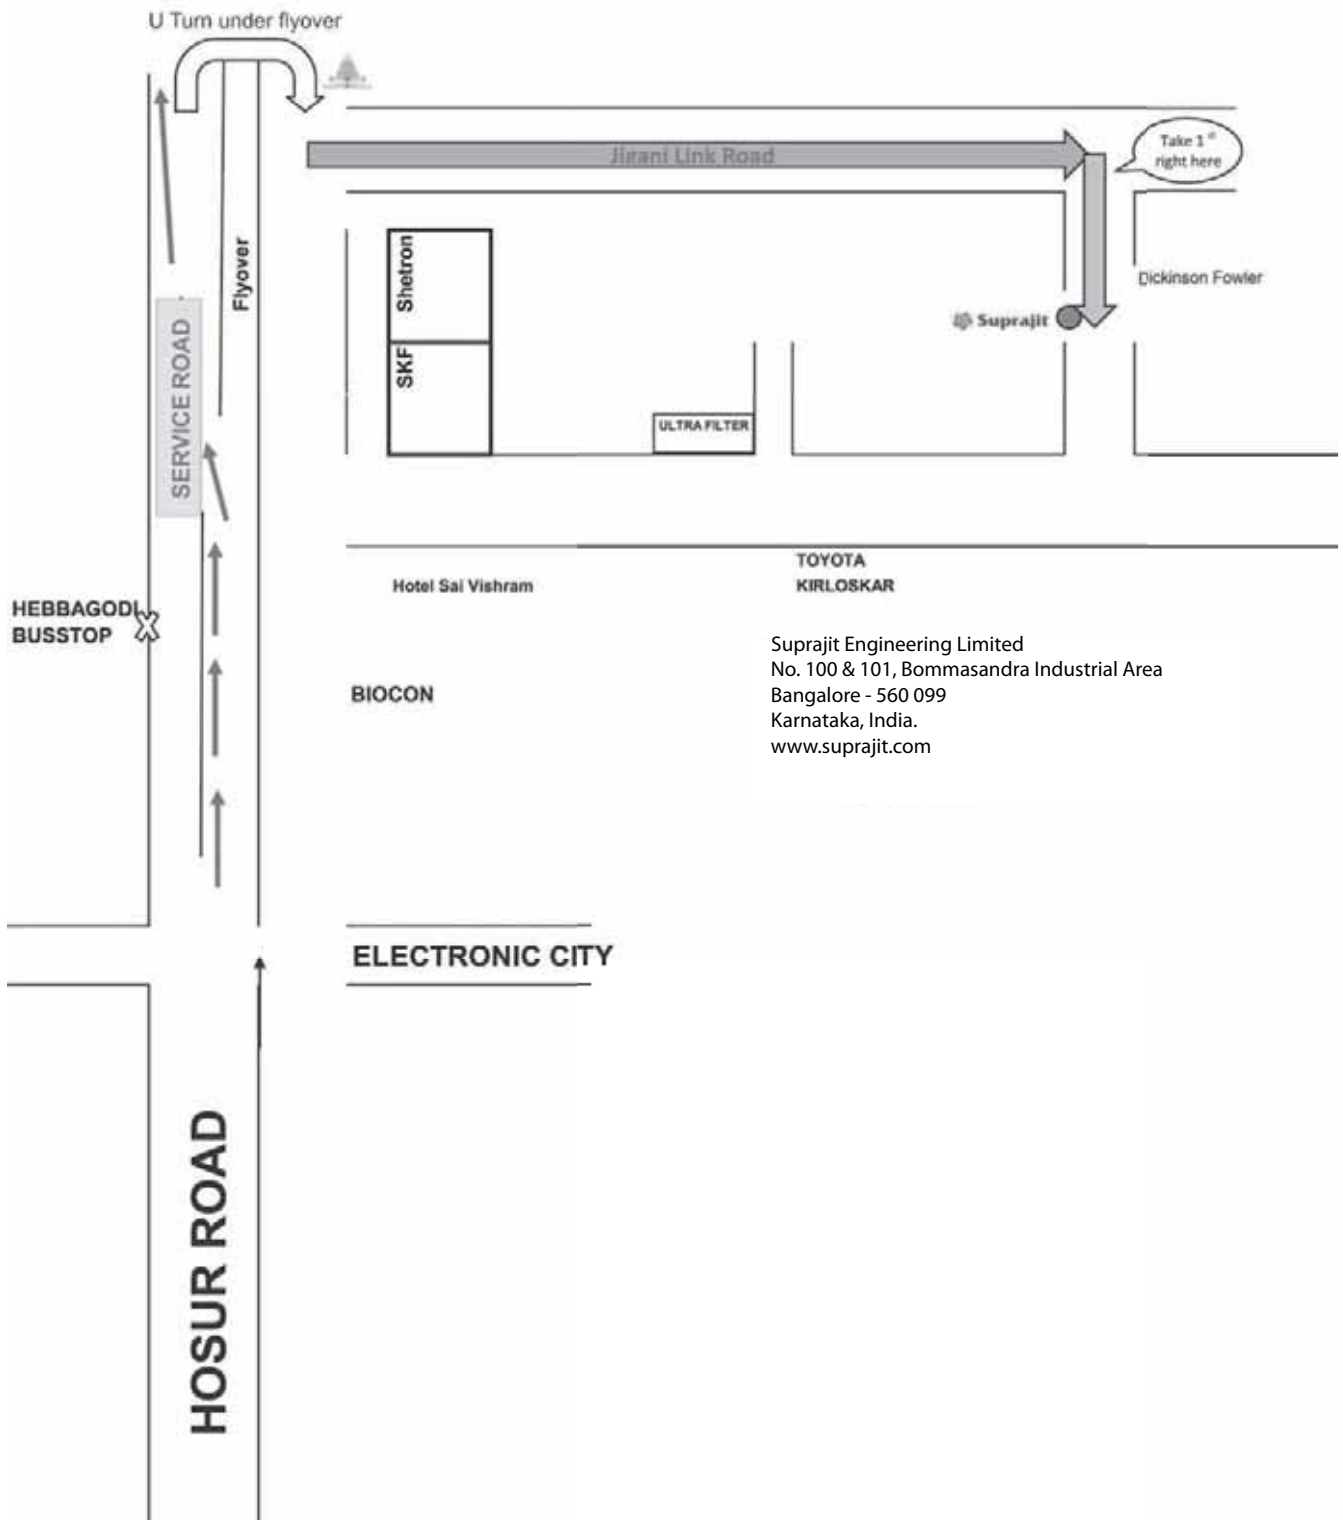 U Turn under flyover
Jigani Link Road
Take 1st
right here
Flyover
Shetron
Dickinson Fowler
Suprajit
SERVICE ROAD
SKF
ULTRA FILTER
TOYOTA
KIRLOSKAR
Hotel Sai Vishram
HEBBAGODI
BUSSTOP
X
Suprajit Engineering Limited
No. 100 & 101, Bommasandra Industrial Area
Bangalore - 560 099
Karnataka, India.
www.suprajit.com
BIOCON
ELECTRONIC CITY
HOSUR ROAD